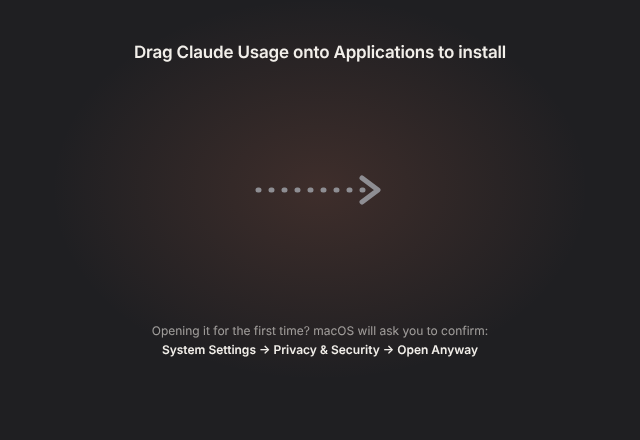 Drag Claude Usage onto Applications to install
Opening it for the first time? macOS will ask you to confirm:
System Settings → Privacy & Security → Open Anyway